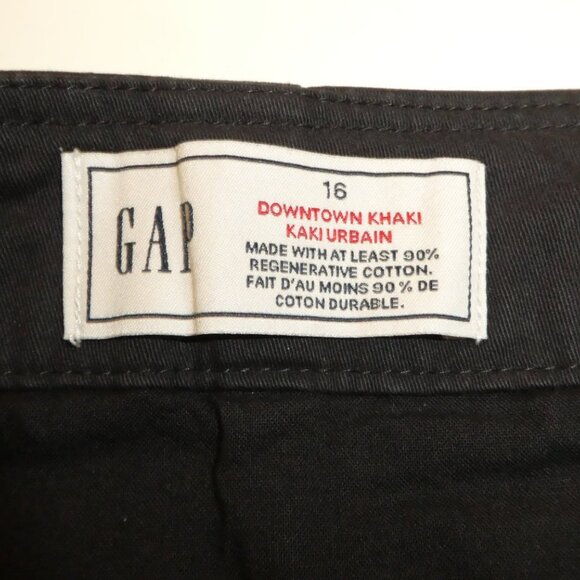 GAP
16
DOWNTOWN KHAKI
KAKI URBAIN
MADE WITH AT LEAST 90%
REGENERATIVE COTTON.
FAIT D'AU MOINS 90 % DE
COTON DURABLE.